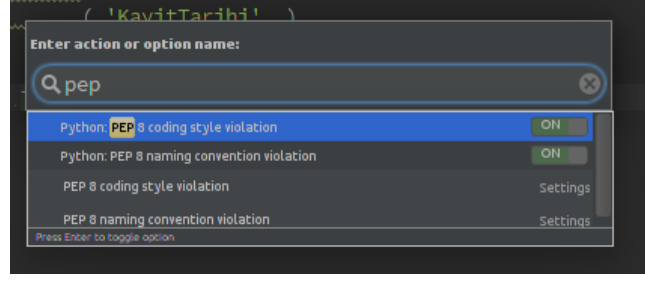 ( 'KayitTarihi' )
Enter action or option name:
pep
Python: PEP 8 coding style violation ON
Python: PEP 8 naming convention violation ON
PEP 8 coding style violation Settings
PEP 8 naming convention violation Settings
Press Enter to toggle option